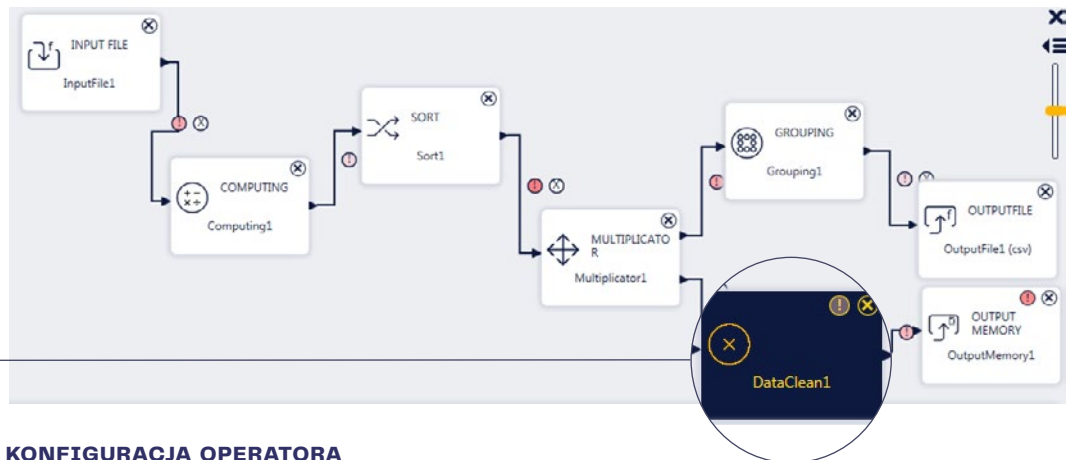 INPUT FILE
InputFile1
COMPUTING
Computing1
SORT
Sort1
MULTIPLICATO
R
Multiplicator1
GROUPING
Grouping1
OUTPUTFILE
OutputFile1 (csv)
DataClean1
OUTPUT
MEMORY
OutputMemory1
KONFIGURACJA OPERATORA